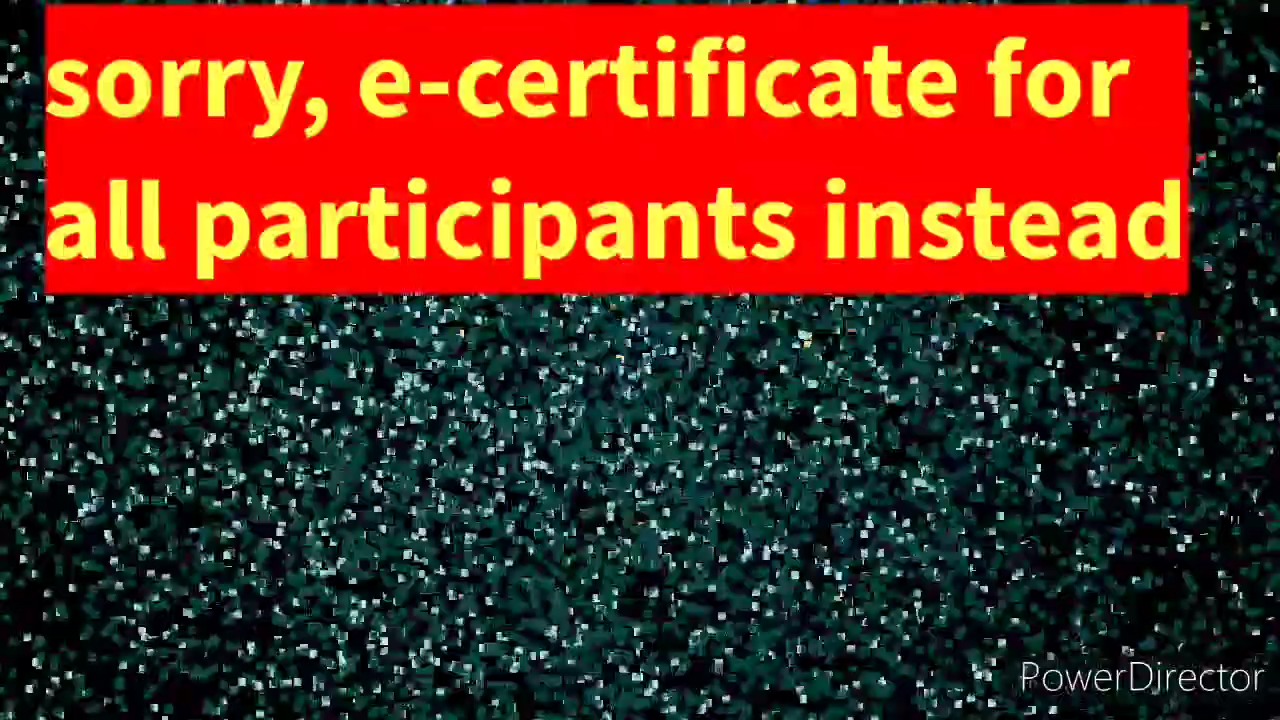 sorry, e-certificate for
all participants instead
PowerDirector